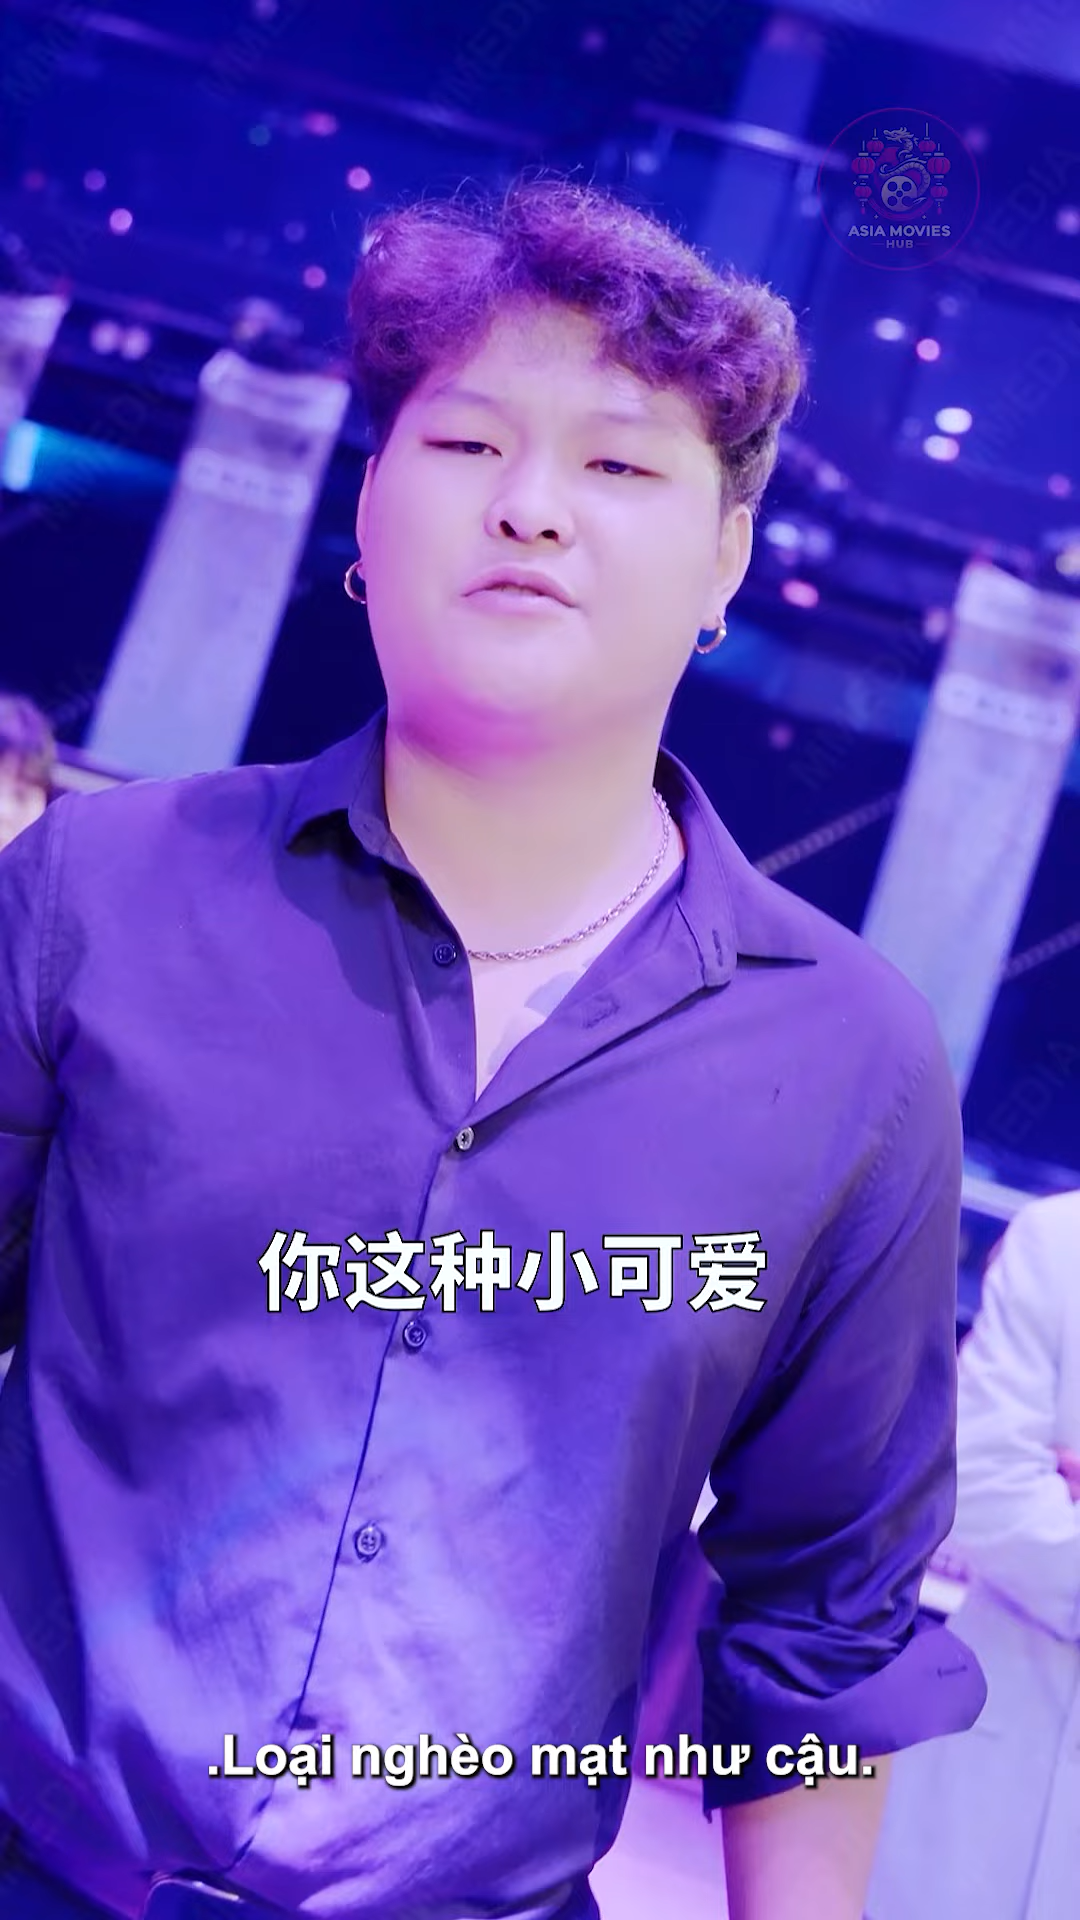 ASIA MOVIES
HUB
你这种小可爱
.Loại nghèo mạt như cậu.